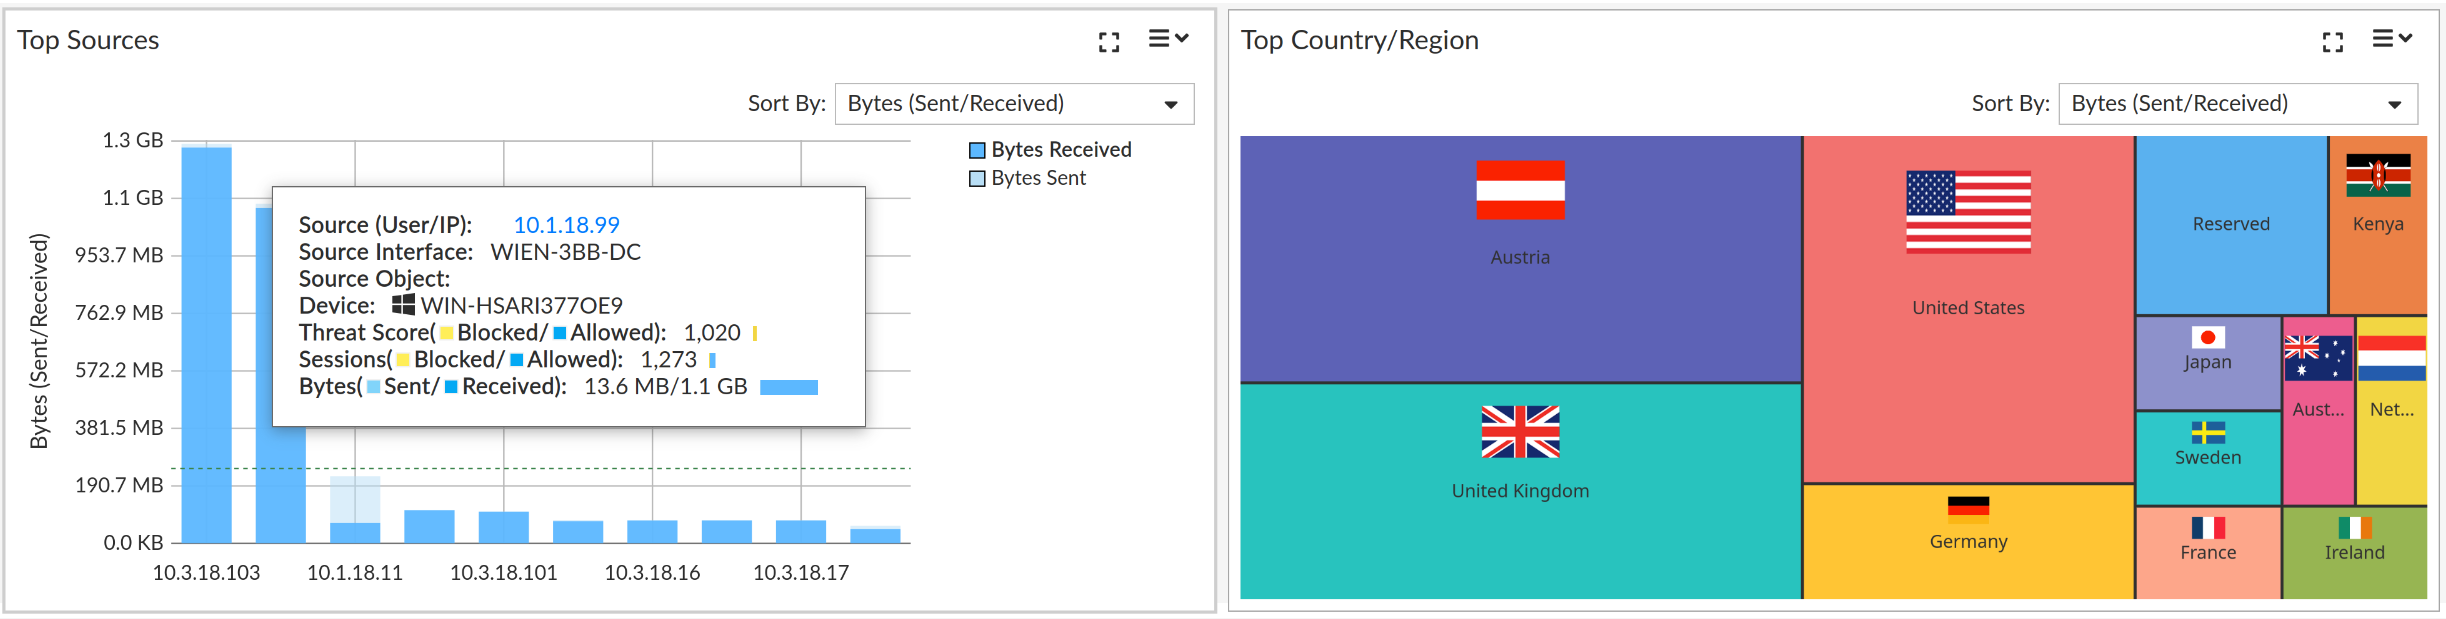 Top Sources
Sort By: Bytes (Sent/Received)
Bytes (Sent/Received)
1.3 GB
1.1 GB
953.7 MB
762.9 MB
572.2 MB
381.5 MB
190.7 MB
0.0 KB
Bytes Received
Bytes Sent
Source (User/IP): 10.1.18.99
Source Interface: WIEN-3BB-DC
Source Object:
Device: WIN-HSARI377OE9
Threat Score( Blocked/ Allowed): 1,020
Sessions( Blocked/ Allowed): 1,273
Bytes( Sent/ Received): 13.6 MB/1.1 GB
10.3.18.103 10.1.18.11 10.3.18.101 10.3.18.16 10.3.18.17
Top Country/Region
Sort By: Bytes (Sent/Received)
Austria
United Kingdom
United States
Germany
Reserved
Kenya
Japan
Sweden
Aust...
Net...
France
Ireland